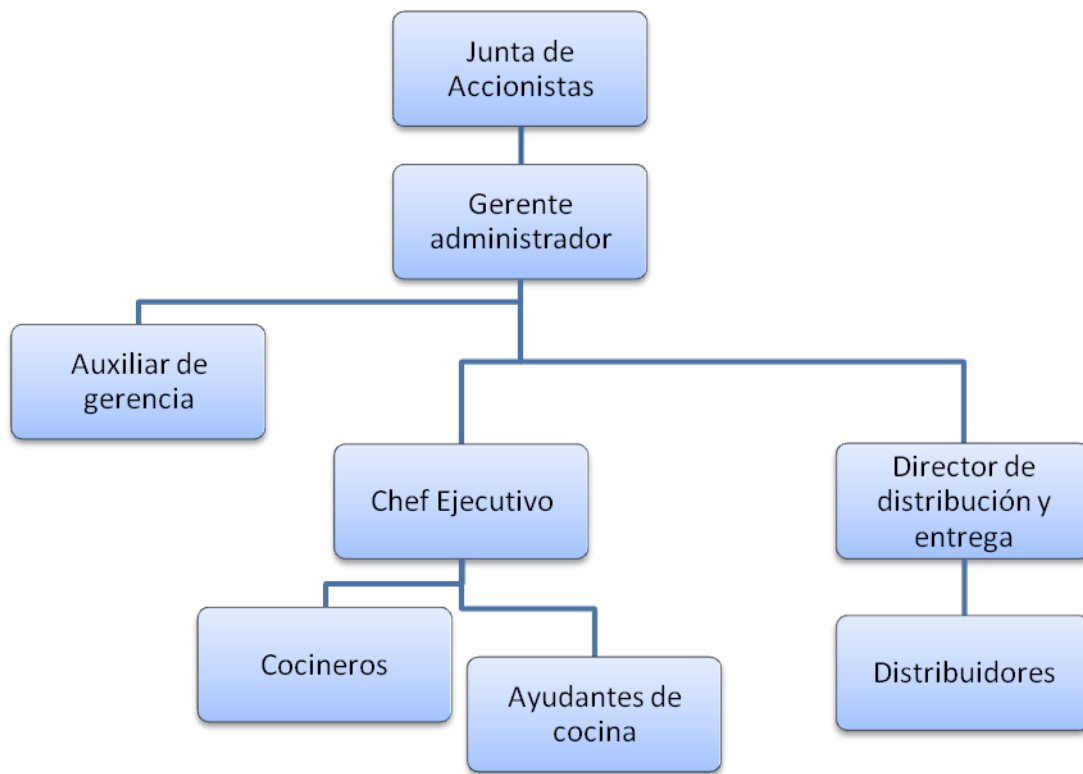 Junta de
Accionistas
Gerente
administrador
Auxiliar de
gerencia
Chef Ejecutivo
Director de
distribución y
entrega
Cocineros
Ayudantes de
cocina
Distribuidores